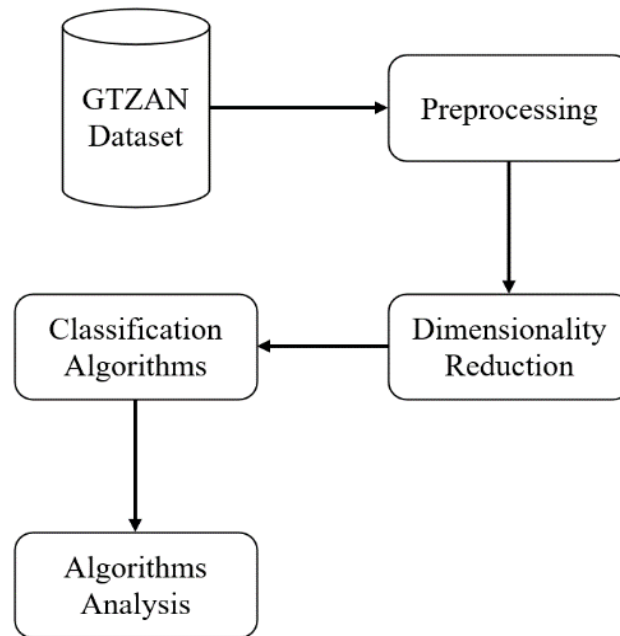 GTZAN
Dataset
Preprocessing
Dimensionality
Reduction
Classification
Algorithms
Algorithms
Analysis